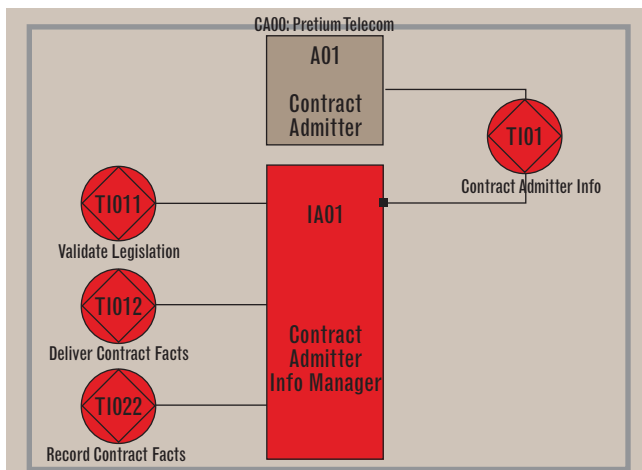 CA00: Pretium Telecom
A01
Contract
Admitter
TI01
Contract Admitter Info
TI011
Validate Legislation
IA01
TI012
Deliver Contract Facts
Contract
Admitter
Info Manager
TI022
Record Contract Facts